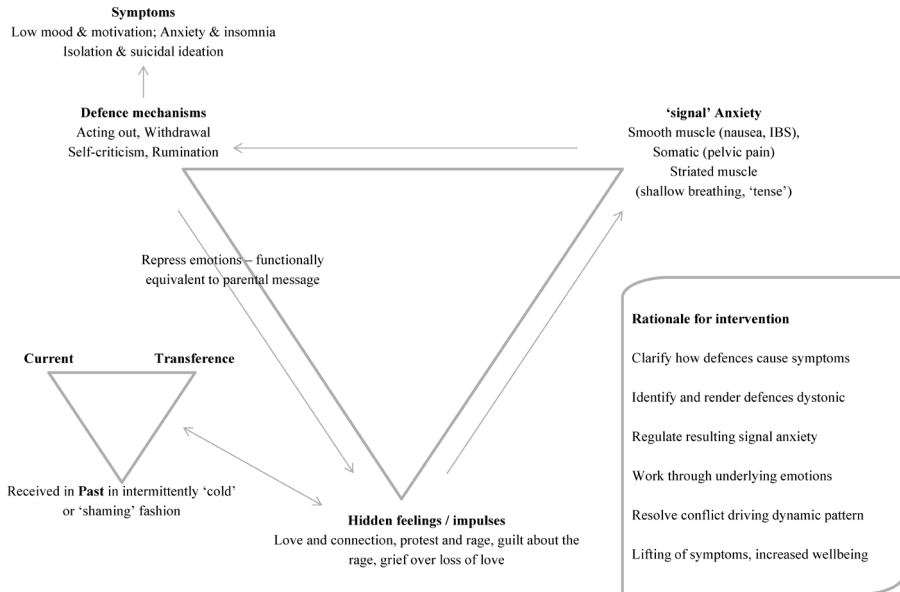 Symptoms
Low mood & motivation; Anxiety & insomnia
Isolation & suicidal ideation
Defence mechanisms
Acting out, Withdrawal
Self-criticism, Rumination
‘signal’ Anxiety
Smooth muscle (nausea, IBS),
Somatic (pelvic pain)
Striated muscle
(shallow breathing, ‘tense’)
Repress emotions – functionally
equivalent to parental message
Current
Transference
Received in Past in intermittently ‘cold’
or ‘shaming’ fashion
Hidden feelings / impulses
Love and connection, protest and rage, guilt about the
rage, grief over loss of love
Rationale for intervention
Clarify how defences cause symptoms
Identify and render defences dystonic
Regulate resulting signal anxiety
Work through underlying emotions
Resolve conflict driving dynamic pattern
Lifting of symptoms, increased wellbeing